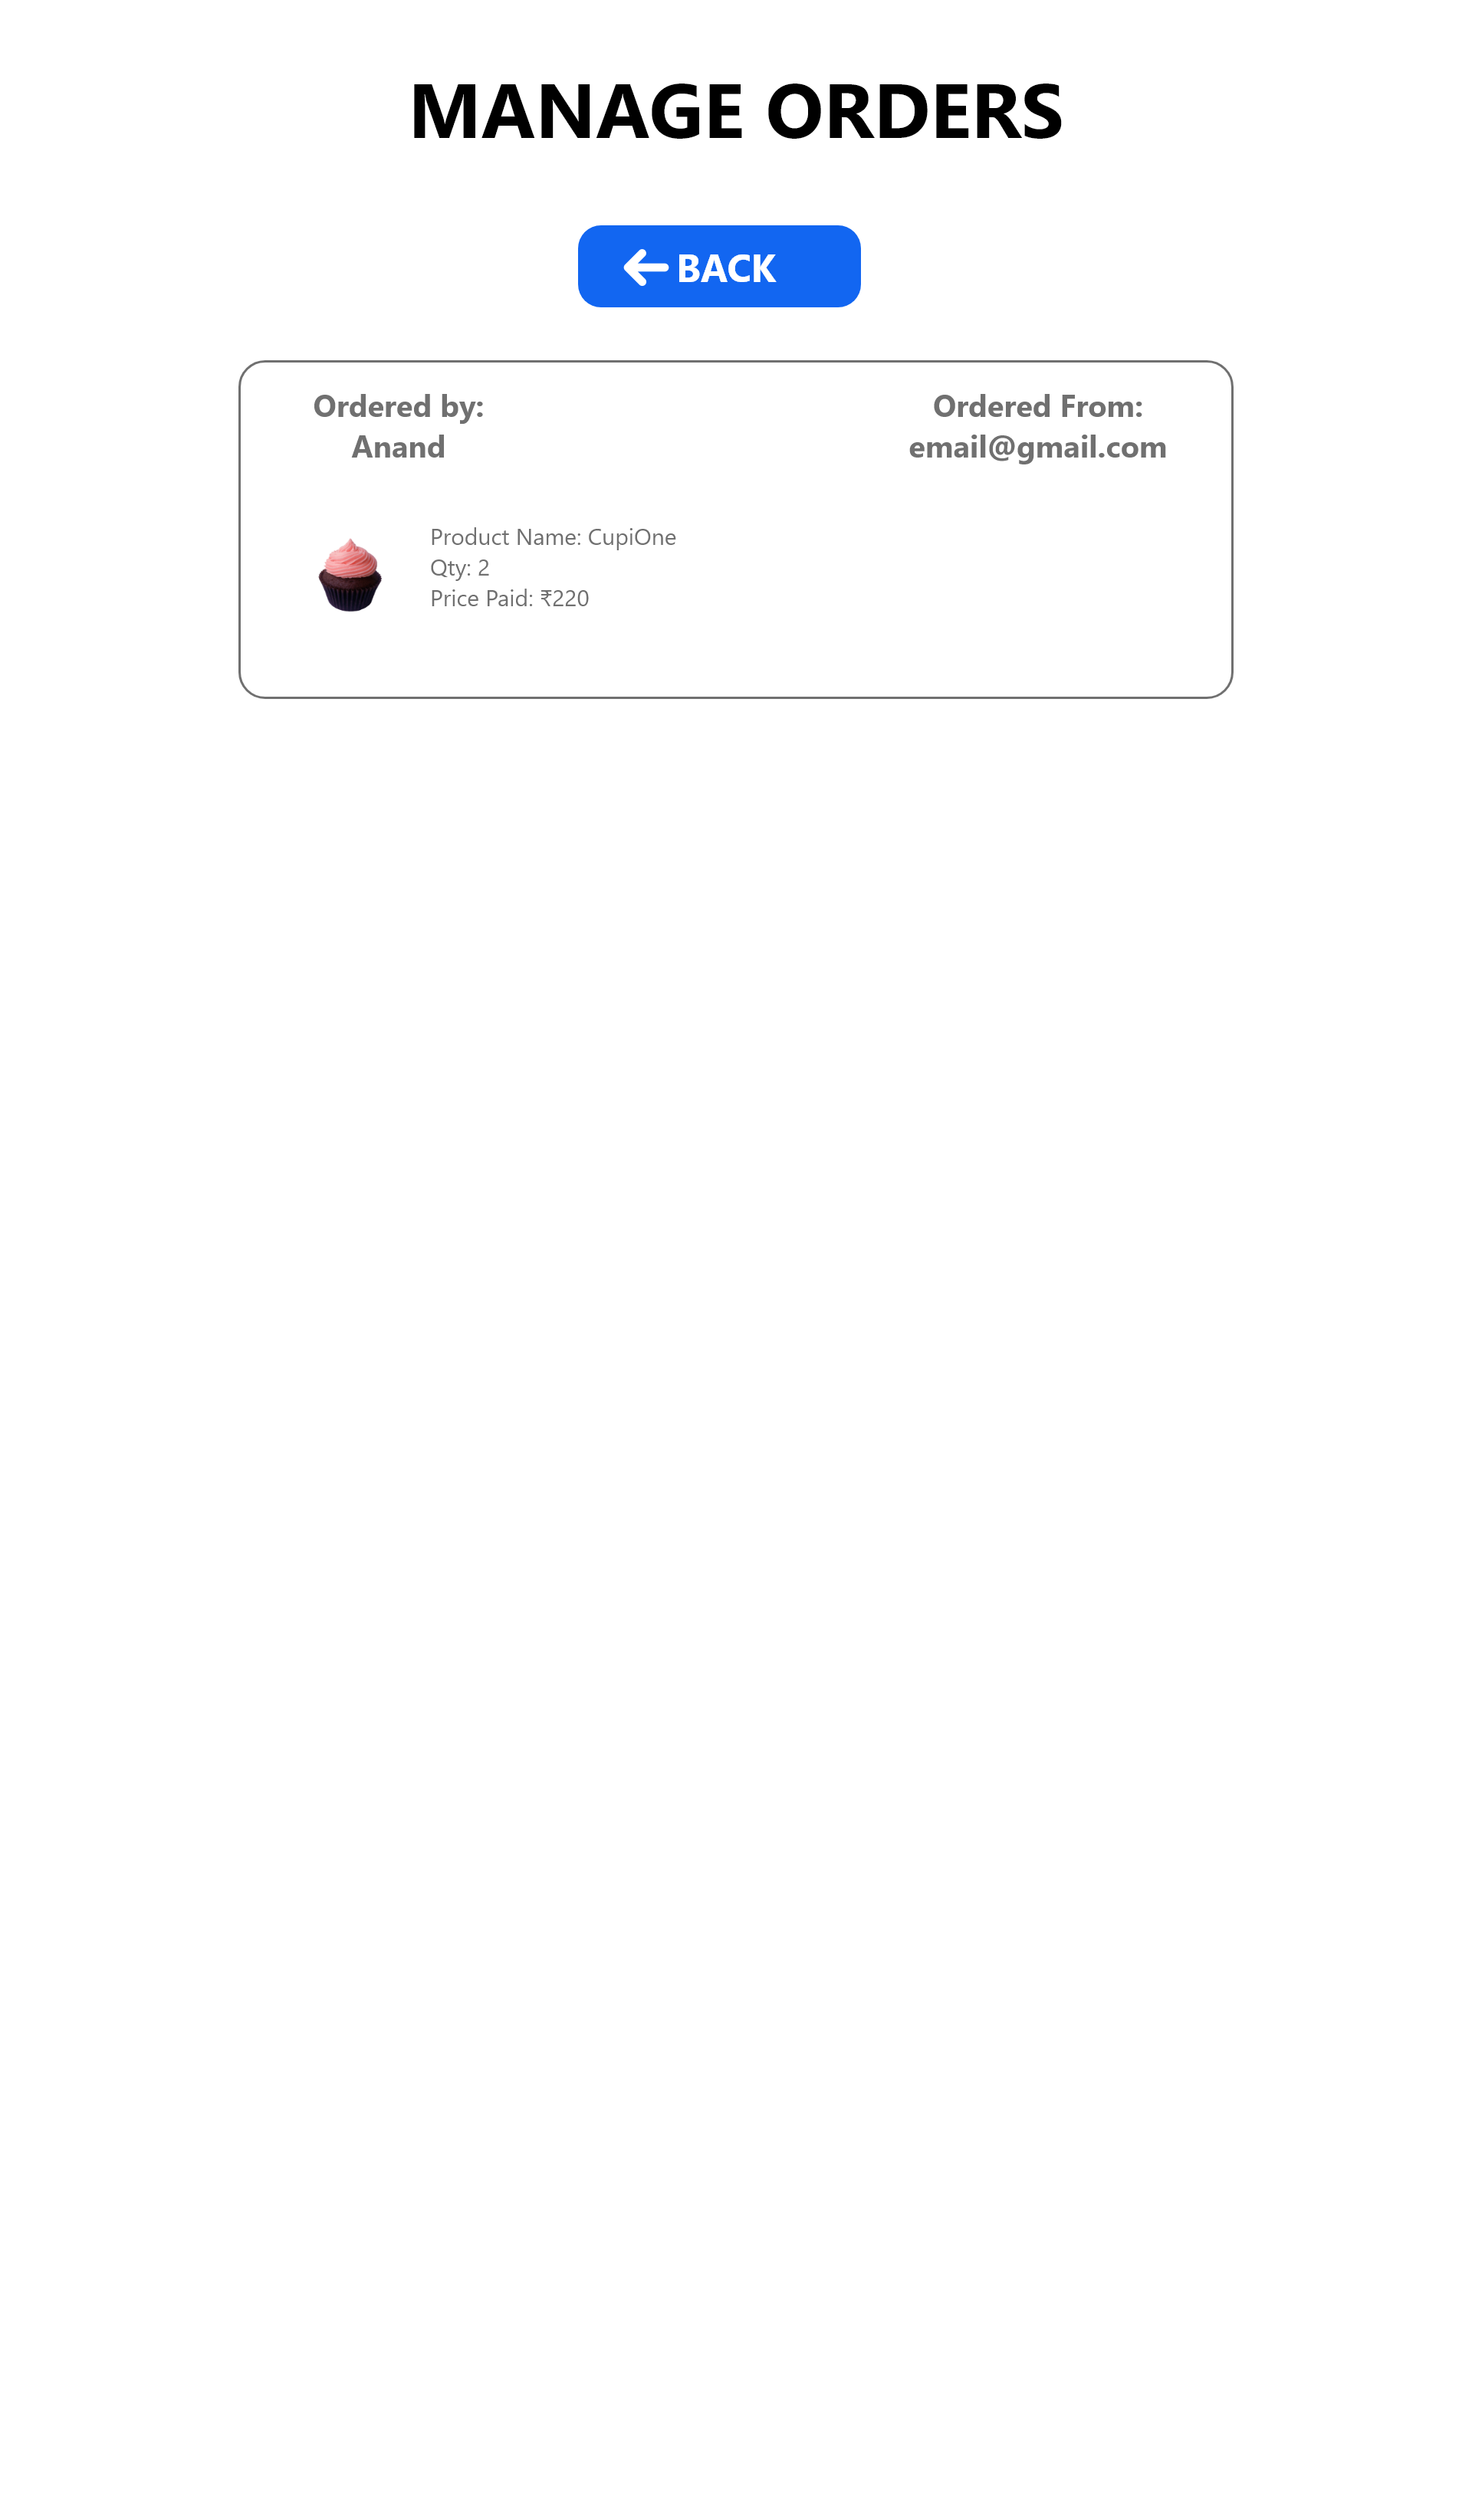 MANAGE ORDERS
BACK
Ordered by:
Anand
Ordered From:
email@gmail.com
Product Name: CupiOne
Qty: 2
Price Paid: ₹220